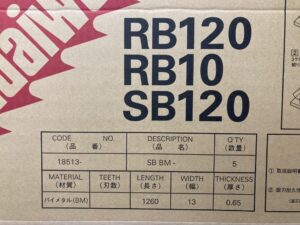 RB120
RB10
SB120
CODE NO. DESCRIPTION Q'TY
(品番) (品名) (数量)
18513- SB BM - 5
MATERIAL TEETH LENGTH WIDTH THICKNESS
(材質) (刃数) (長さ) (幅) (厚さ)
バイメタル(BM) 1260 13 0.65